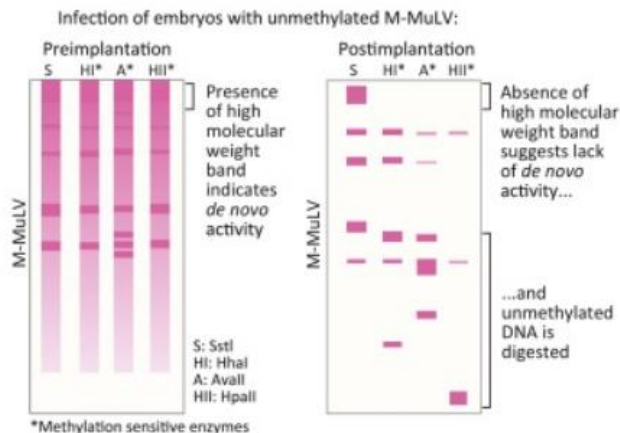 Infection of embryos with unmethylated M-MuLV:
Preimplantation
S HI* A* HII*
M-MuLV
Presence
of high
molecular
weight
band
indicates
de novo
activity
S: SstI
HI: HhaI
A: AvaII
HII: HpaII
*Methylation sensitive enzymes
Postimplantation
S HI* A* HII*
M-MuLV
Absence of
high molecular
weight band
suggests lack
of de novo
activity...
...and
unmethylated
DNA is
digested